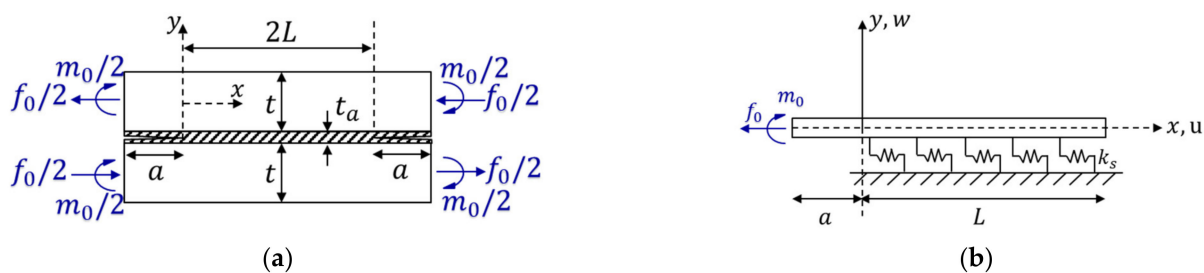 y
2L
m₀/2
m₀/2
f₀/2
f₀/2
x
t
tₐ
a
a
f₀/2
t
f₀/2
m₀/2
m₀/2
(a)
y, w
m₀
f₀
x, u
kₛ
a
L
(b)